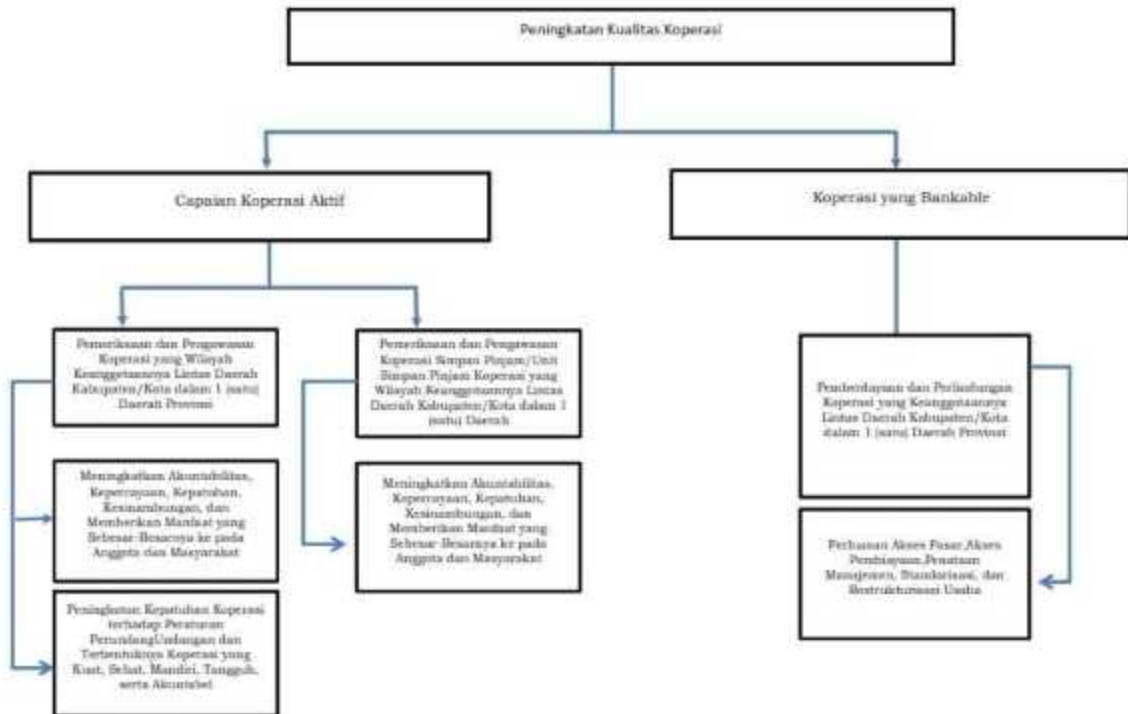 Peningkatan Kualitas Koperasi
Capaian Koperasi Aktif
Koperasi yang Bankable
Pemeriksaan dan Pengawasan
Koperasi yang Wilayah
Keanggotaannya Lintas Daerah
Kabupaten/Kota dalam 1 (satu)
Daerah Provinsi
Pemeriksaan dan Pengawasan
Koperasi Simpan Pinjam/Unit
Simpan Pinjam Koperasi yang
Wilayah Keanggotaannya Lintas
Daerah Kabupaten/Kota dalam 1
(satu) Daerah
Pemberdayaan dan Perlindungan
Koperasi yang Keanggotaannya
Lintas Daerah Kabupaten/Kota
dalam 1 (satu) Daerah Provinsi
Meningkatkan Akuntabilitas,
Kepercayaan, Kepatuhan,
Kesinambungan, dan
Memberikan Manfaat yang
Sebesar-Besarnya ke pada
Anggota dan Masyarakat
Meningkatkan Akuntabilitas,
Kepercayaan, Kepatuhan,
Kesinambungan, dan
Memberikan Manfaat yang
Sebesar-Besarnya ke pada
Anggota dan Masyarakat
Perluasan Akses Pasar,Akses
Pembiayaan,Penataan
Manajemen, Standarisasi, dan
Restrukturisasi Usaha
Peningkatan Kepatuhan Koperasi
terhadap Peraturan
PerundangUndangan dan
Terbentuknya Koperasi yang
Kuat, Sehat, Mandiri, Tangguh,
serta Akuntabel